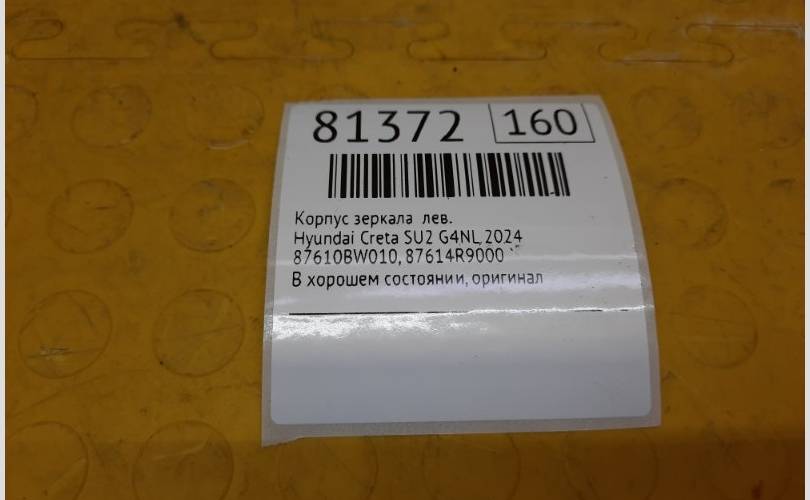 81372 160
Корпус зеркала лев.
Hyundai Creta SU2 G4NL 2024
87610BW010, 87614R9000
В хорошем состоянии, оригинал